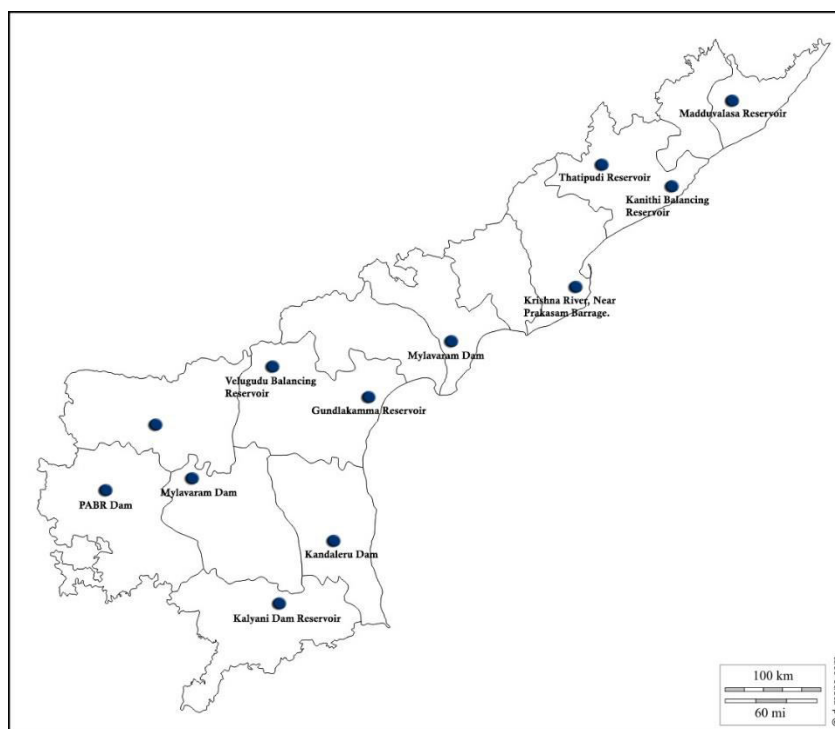 Madduvalasa Reservoir
Thatipudi Reservoir
Kanithi Balancing
Reservoir
Krishna River, Near
Prakasam Barrage.
Mylavaram Dam
Velugudu Balancing
Reservoir
Gundlakamma Reservoir
Mylavaram Dam
PABR Dam
Kandaleru Dam
Kalyani Dam Reservoir
100 km
60 mi